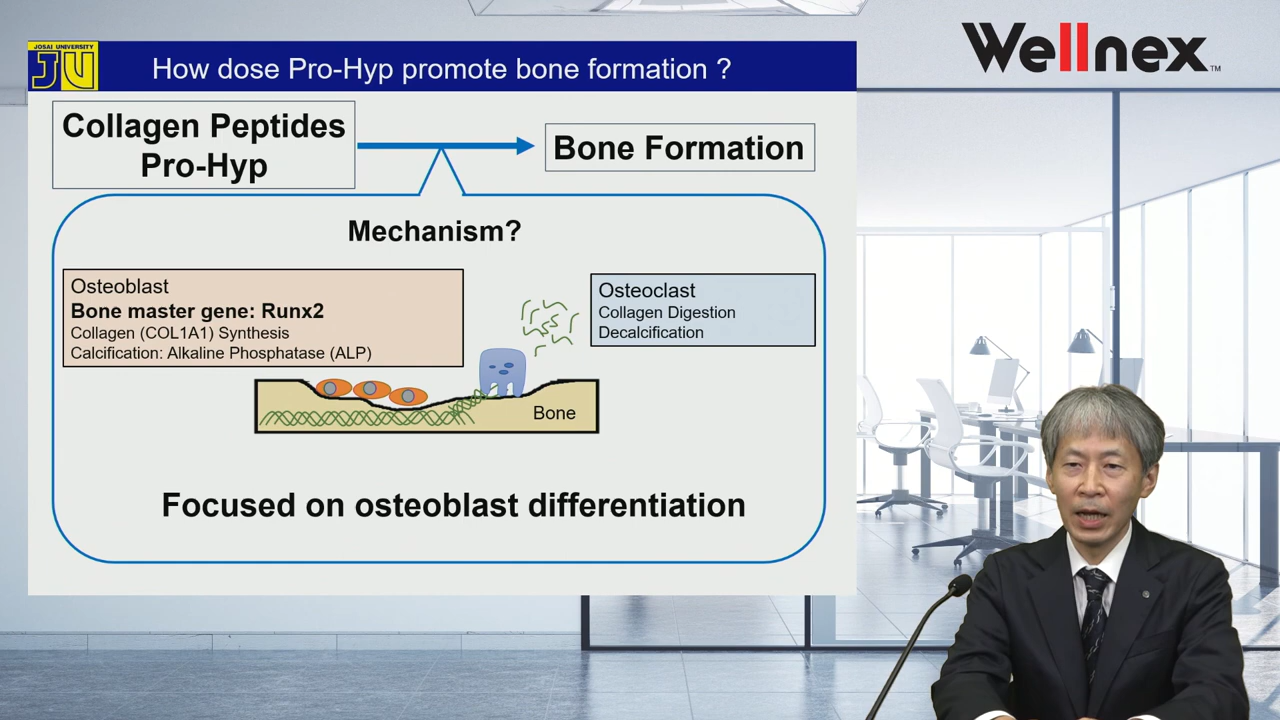 JOSAI UNIVERSITY
JU
How dose Pro-Hyp promote bone formation ?
Wellnex™
Collagen Peptides
Pro-Hyp
Bone Formation
Mechanism?
Osteoblast
Bone master gene: Runx2
Collagen (COL1A1) Synthesis
Calcification: Alkaline Phosphatase (ALP)
Osteoclast
Collagen Digestion
Decalcification
Bone
Focused on osteoblast differentiation